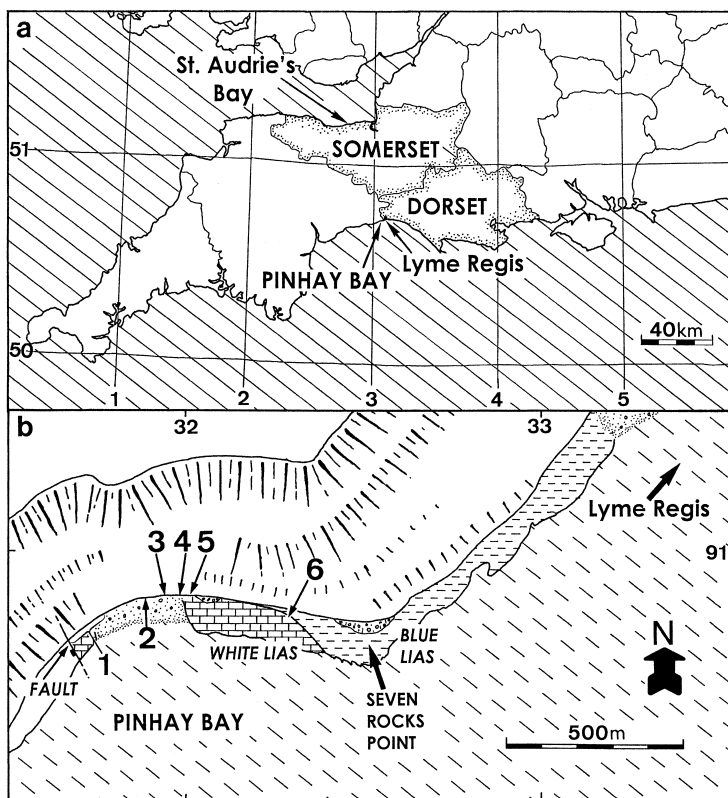 a
St. Audrie's
Bay
51
SOMERSET
DORSET
PINHAY BAY
Lyme Regis
40km
50
1
2
3
4
5
b
32
33
Lyme Regis
91
3
4
5
6
2
1
WHITE LIAS
BLUE
LIAS
N
FAULT
SEVEN
ROCKS
POINT
PINHAY BAY
500m